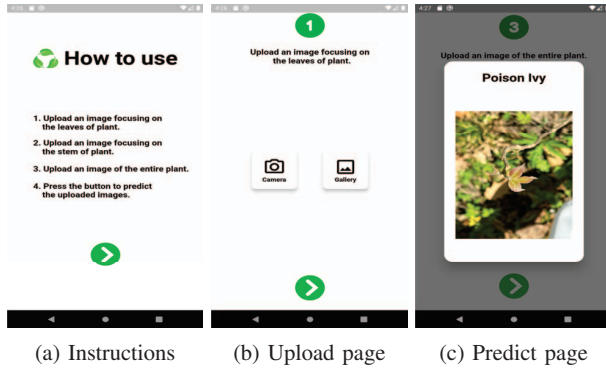 How to use
1. Upload an image focusing on
the leaves of plant.
2. Upload an image focusing on
the stem of plant.
3. Upload an image of the entire plant.
4. Press the button to predict
the uploaded images.
(a) Instructions
1
Upload an image focusing on
the leaves of plant.
Camera
Gallery
(b) Upload page
4:27
3
Upload an image of the entire plant.
Poison Ivy
(c) Predict page